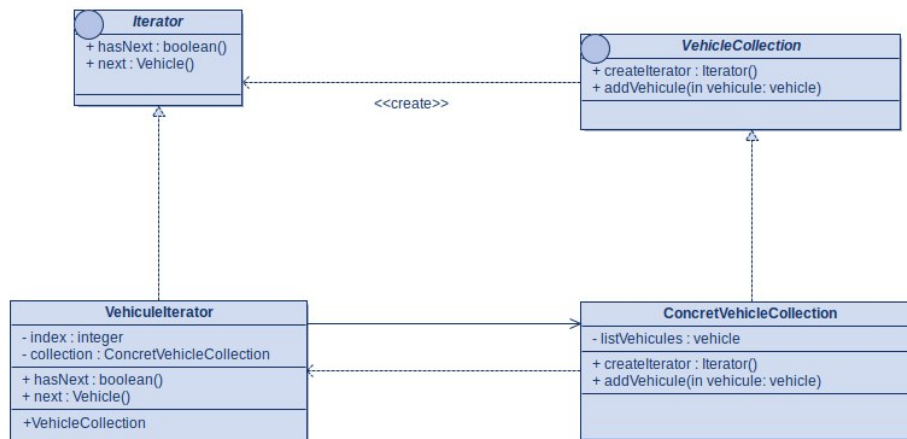 Iterator
+ hasNext : boolean()
+ next : Vehicle()
VehicleCollection
+ createIterator : Iterator()
+ addVehicule(in vehicule: vehicle)
<<create>>
VehiculeIterator
- index : integer
- collection : ConcretVehicleCollection
+ hasNext : boolean()
+ next : Vehicle()
+VehicleCollection
ConcretVehicleCollection
- listVehicules : vehicle
+ createIterator : Iterator()
+ addVehicule(in vehicule: vehicle)